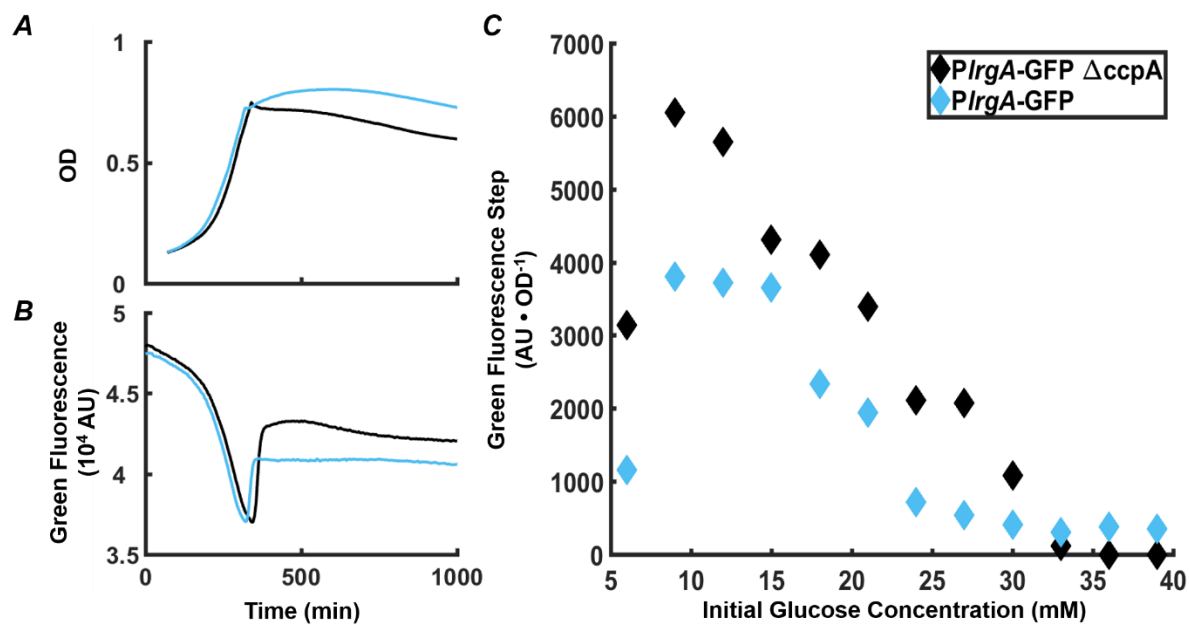 A
1
0.5
0
OD
B
5
4.5
4
3.5
Green Fluorescence
(10⁴ AU)
0
500
1000
Time (min)
C
7000
6000
5000
4000
3000
2000
1000
0
Green Fluorescence Step
(AU • OD⁻¹)
PlrgA-GFP ΔccpA
PlrgA-GFP
5
10
15
20
25
30
35
40
Initial Glucose Concentration (mM)